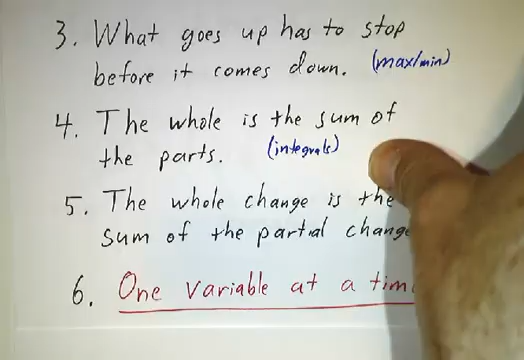 3. What goes up has to stop
before it comes down. (max/min)
4. The whole is the sum of
the parts. (integrals)
5. The whole change is the
sum of the partial change
6. One variable at a tim